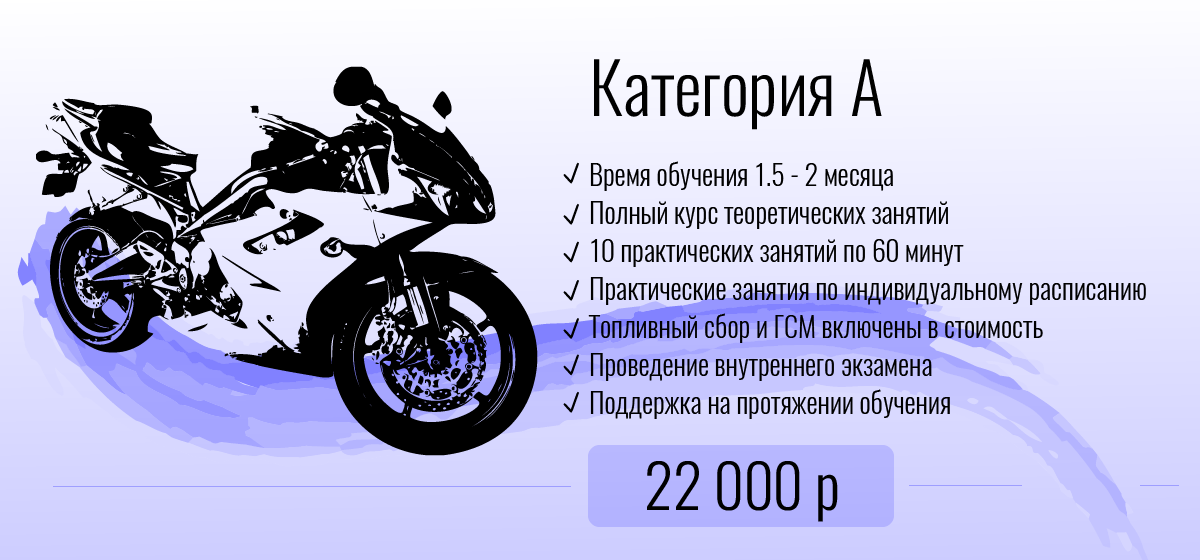 Категория А
Время обучения 1.5 - 2 месяца
Полный курс теоретических занятий
10 практических занятий по 60 минут
Практические занятия по индивидуальному расписанию
Топливный сбор и ГСМ включены в стоимость
Проведение внутреннего экзамена
Поддержка на протяжении обучения
22 000 р